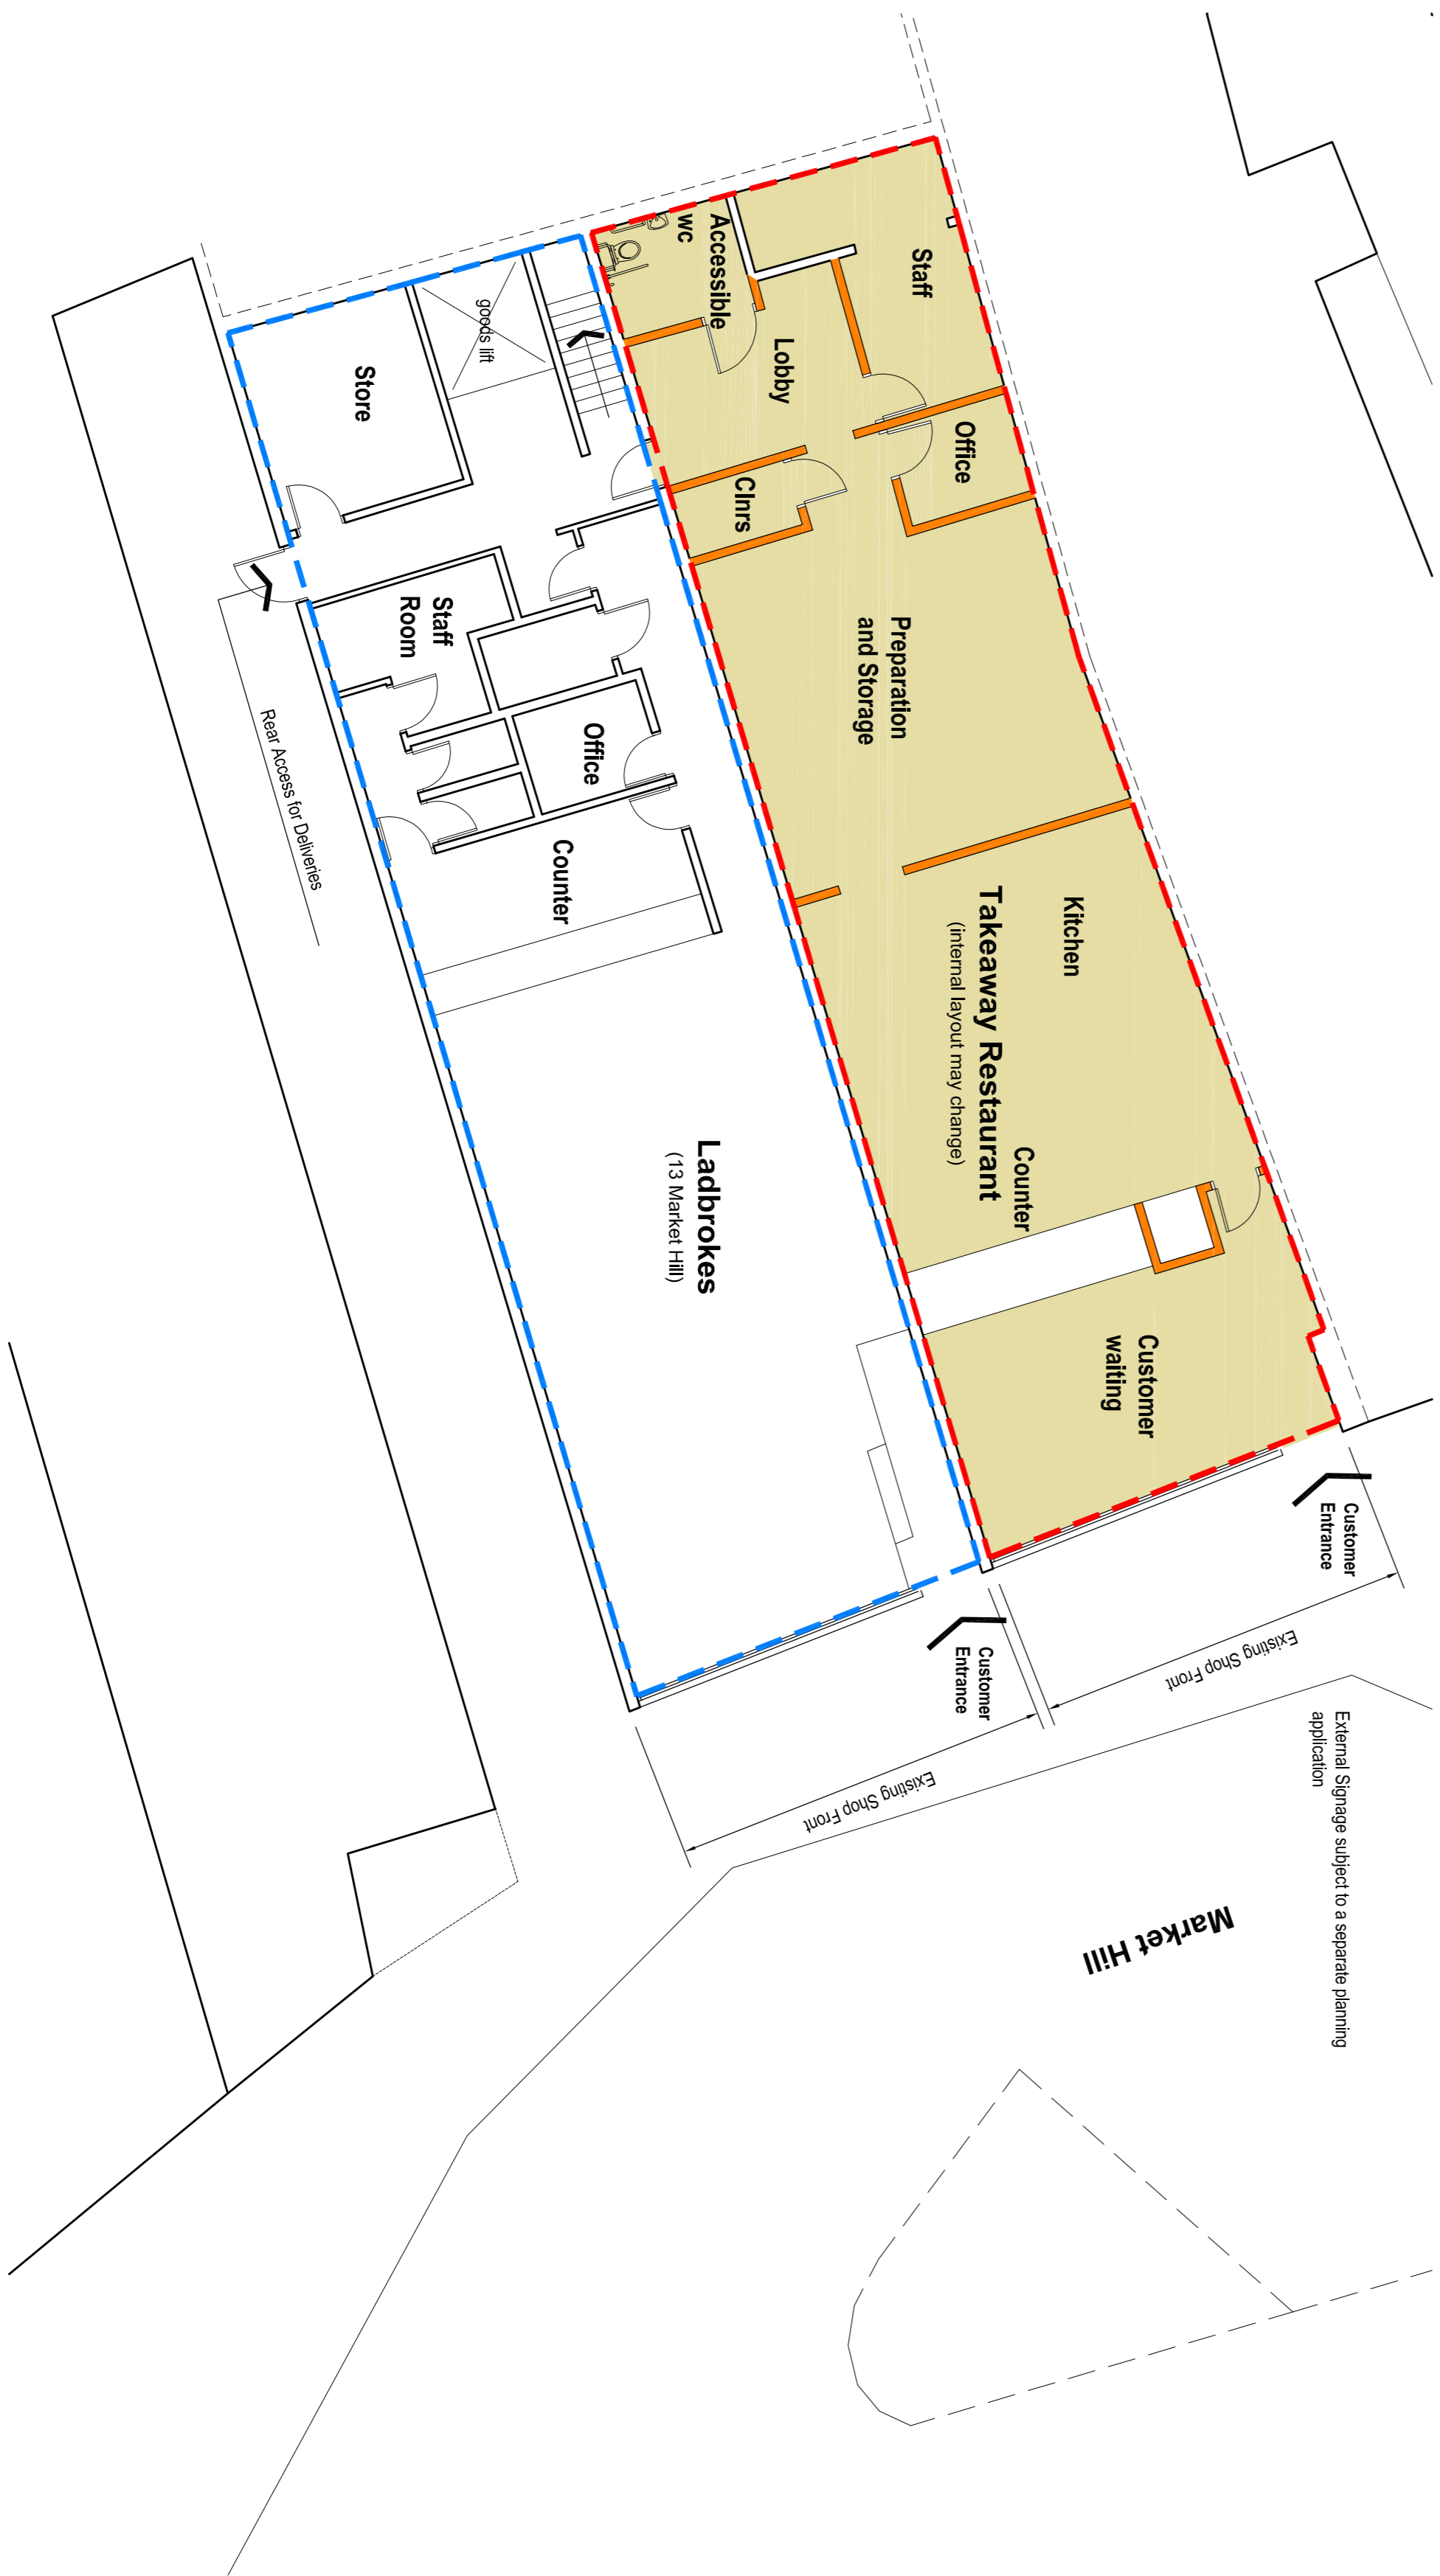 Staff
Accessible
wc
Lobby
Office
Clnrs
goods lift
Store
Preparation
and Storage
Staff
Room
Office
Counter
Rear Access for Deliveries
Kitchen
Takeaway Restaurant
(internal layout may change)
Counter
Ladbrokes
(13 Market Hill)
Customer
waiting
Customer
Entrance
Customer
Entrance
Existing Shop Front
Existing Shop Front
External Signage subject to a separate planning
application
Market Hill